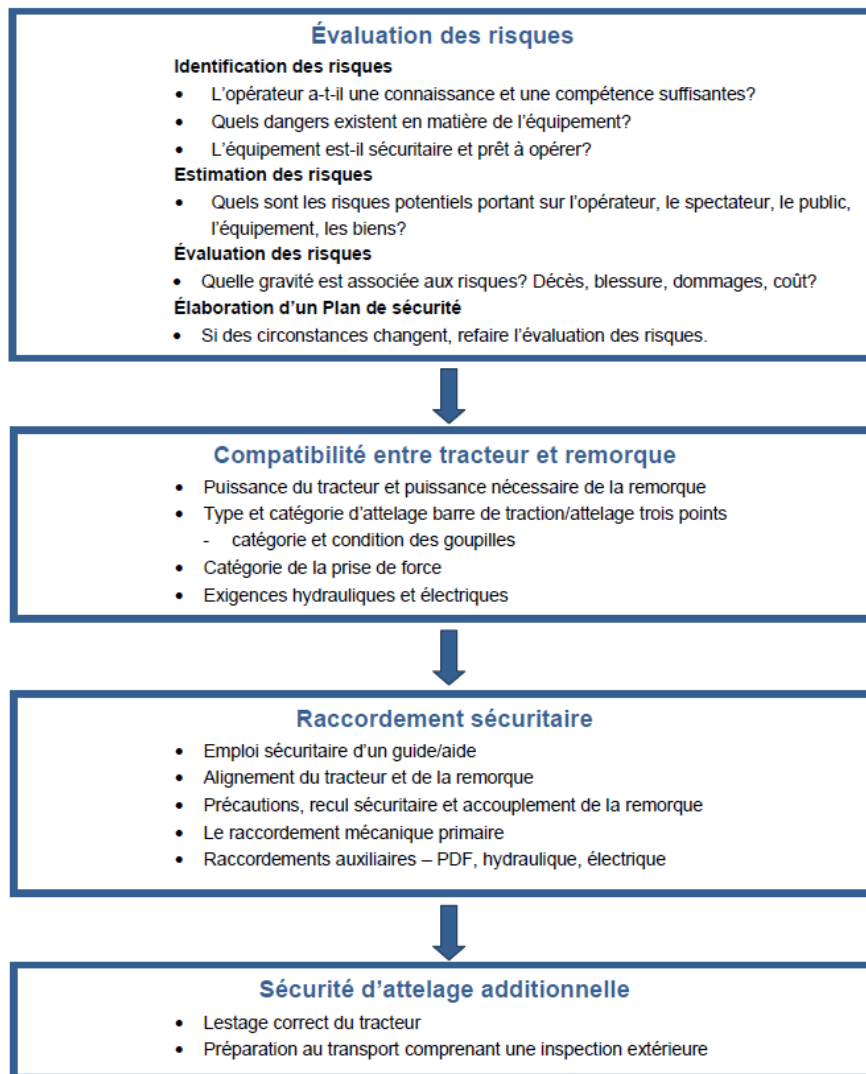 Évaluation des risques
Identification des risques
• L'opérateur a-t-il une connaissance et une compétence suffisantes?
• Quels dangers existent en matière de l'équipement?
• L'équipement est-il sécuritaire et prêt à opérer?
Estimation des risques
• Quels sont les risques potentiels portant sur l'opérateur, le spectateur, le public,
l'équipement, les biens?
Évaluation des risques
• Quelle gravité est associée aux risques? Décès, blessure, dommages, coût?
Élaboration d'un Plan de sécurité
• Si des circonstances changent, refaire l'évaluation des risques.
Compatibilité entre tracteur et remorque
• Puissance du tracteur et puissance nécessaire de la remorque
• Type et catégorie d'attelage barre de traction/attelage trois points
- catégorie et condition des goupilles
• Catégorie de la prise de force
• Exigences hydrauliques et électriques
Raccordement sécuritaire
• Emploi sécuritaire d'un guide/aide
• Alignement du tracteur et de la remorque
• Précautions, recul sécuritaire et accouplement de la remorque
• Le raccordement mécanique primaire
• Raccordements auxiliaires – PDF, hydraulique, électrique
Sécurité d'attelage additionnelle
• Lestage correct du tracteur
• Préparation au transport comprenant une inspection extérieure